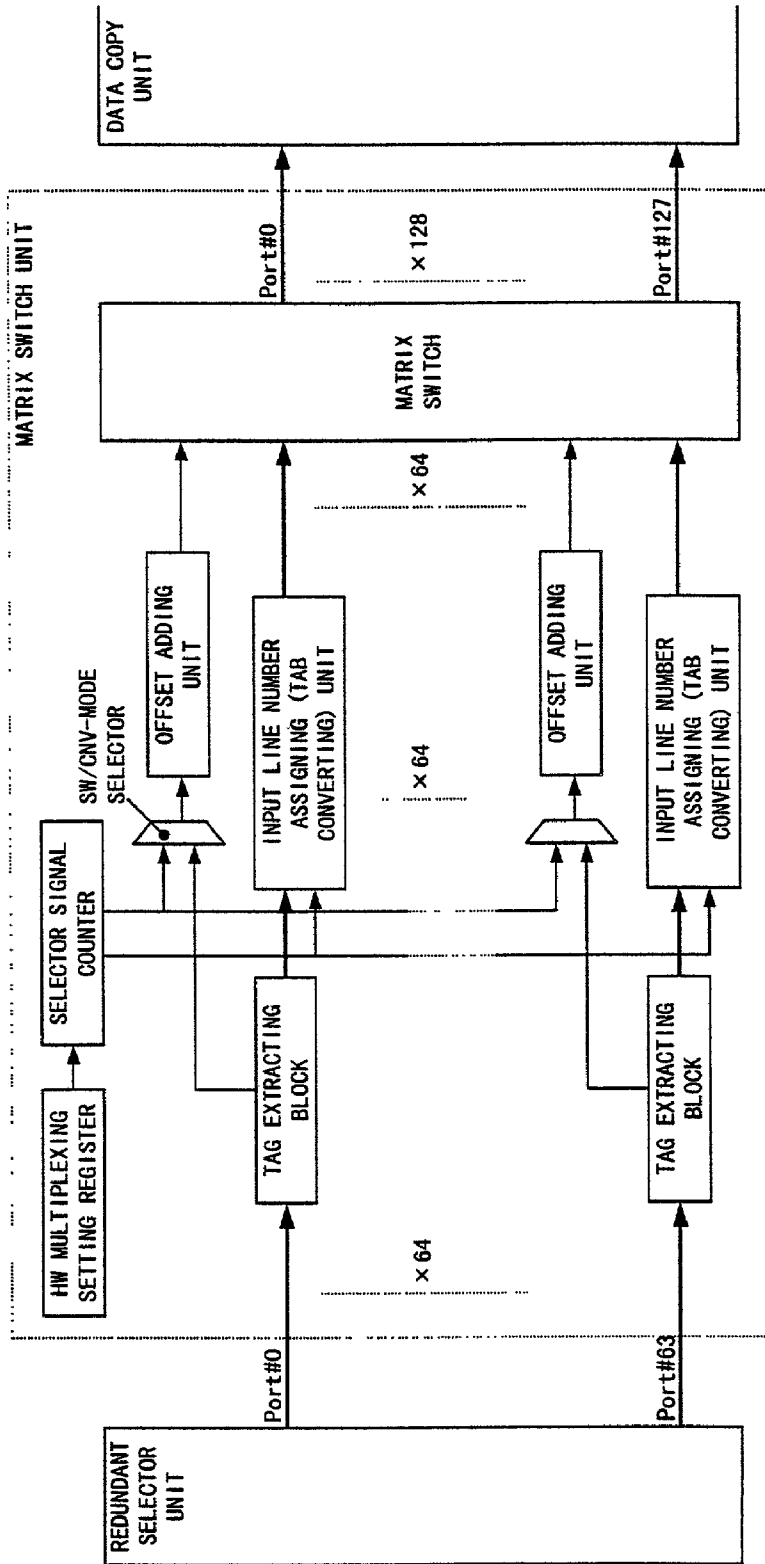 MATRIX SWITCH UNIT
HW MULTIPLEXING
SETTING REGISTER
SELECTOR SIGNAL
COUNTER
SW/CNV-MODE
SELECTOR
REDUNDANT
SELECTOR
UNIT
Port#0
TAG EXTRACTING
BLOCK
OFFSET ADDING
UNIT
INPUT LINE NUMBER
ASSIGNING (TAB
CONVERTING) UNIT
MATRIX
SWITCH
Port#0
DATA COPY
UNIT
×64
×64
×64
×128
Port#63
TAG EXTRACTING
BLOCK
OFFSET ADDING
UNIT
INPUT LINE NUMBER
ASSIGNING (TAB
CONVERTING) UNIT
Port#127